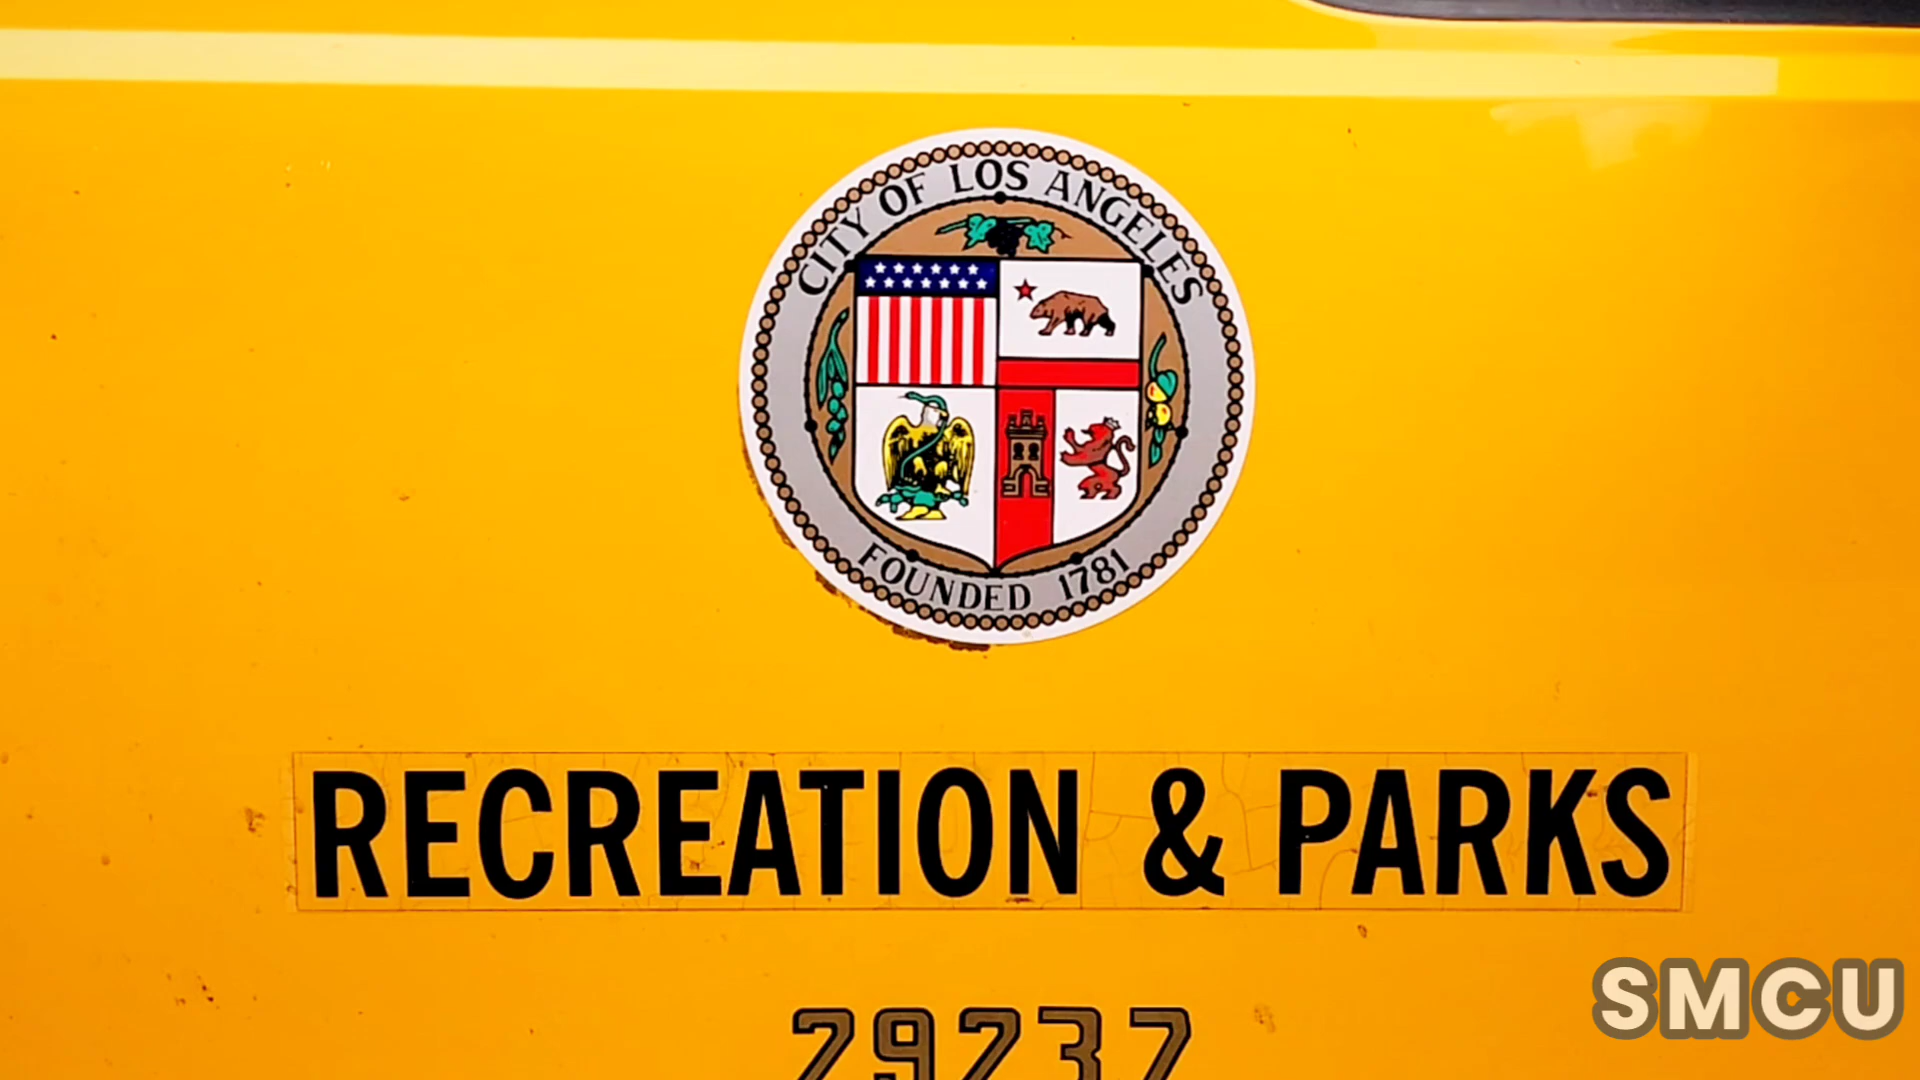 CITY OF LOS ANGELES
FOUNDED 1781
RECREATION & PARKS
29237
SMCU